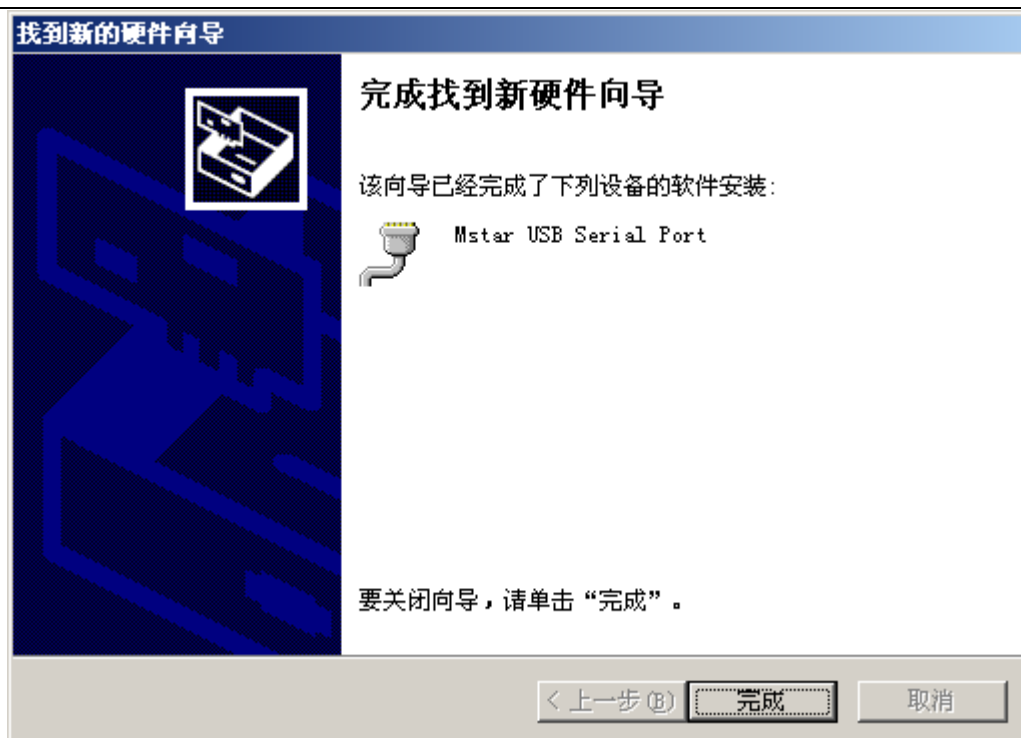 找到新的硬件向导
完成找到新硬件向导
该向导已经完成了下列设备的软件安装:
Mstar USB Serial Port
要关闭向导，请单击“完成”。
< 上一步(B)
完成
取消